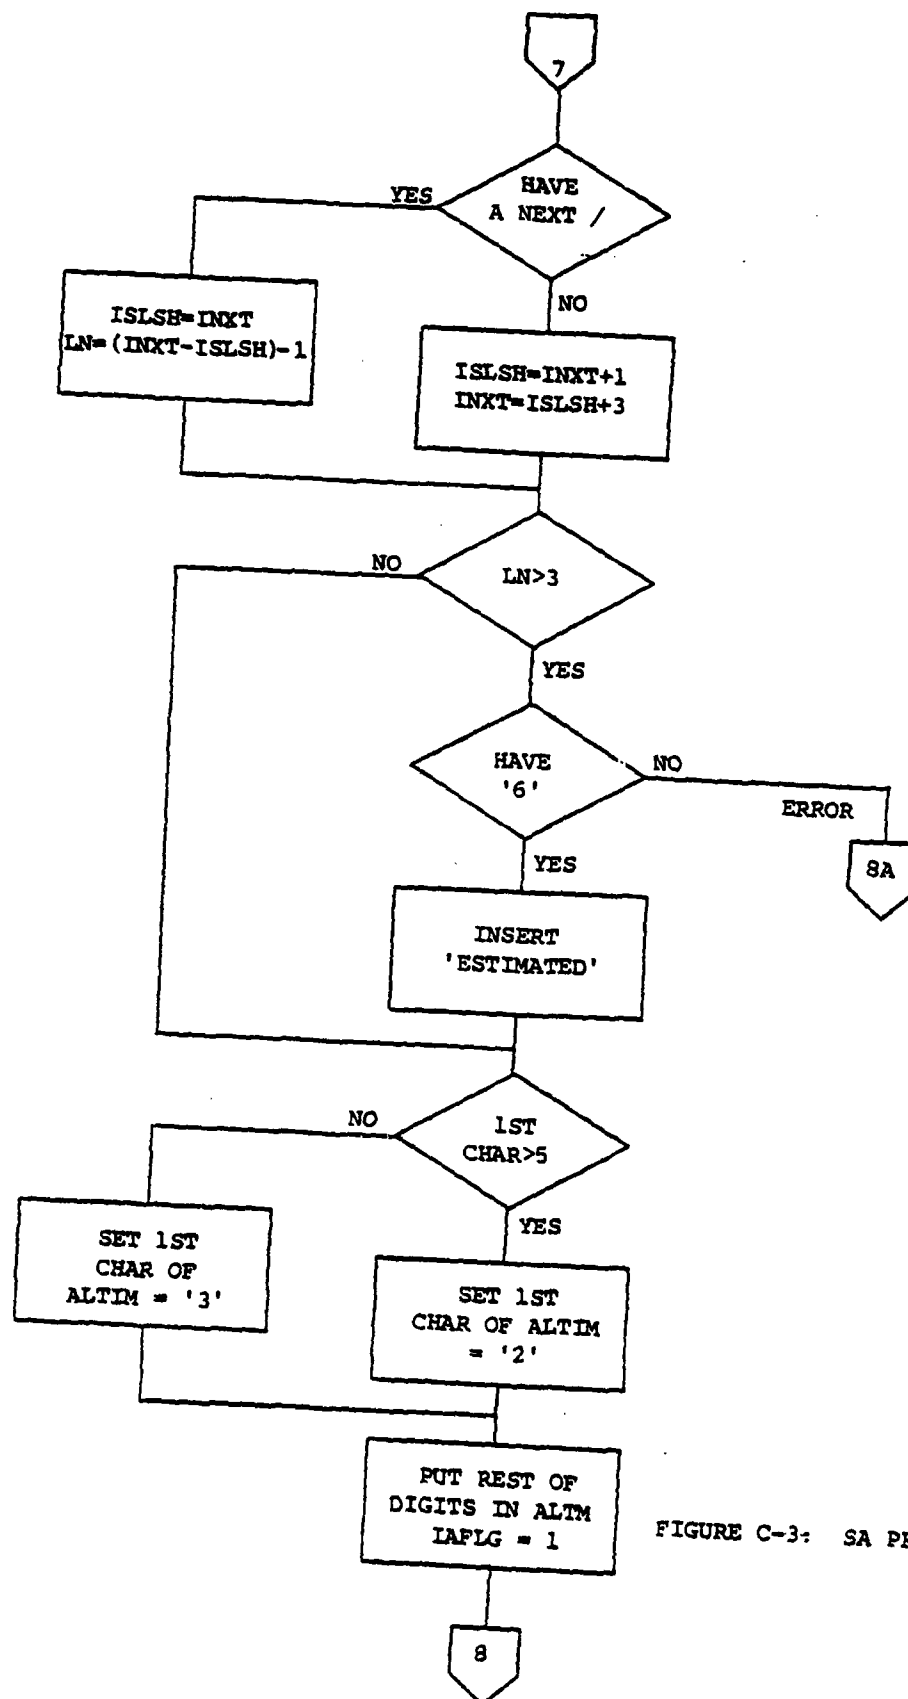 7
HAVE
A NEXT /
YES
NO
ISLSH=INXT
LN=(INXT-ISLSH)-1
ISLSH=INXT+1
INXT=ISLSH+3
NO
LN>3
YES
HAVE
'6'
NO
ERROR
8A
YES
INSERT
'ESTIMATED'
NO
1ST
CHAR>5
YES
SET 1ST
CHAR OF
ALTIM = '3'
SET 1ST
CHAR OF ALTIM
= '2'
PUT REST OF
DIGITS IN ALTM
IAFLG = 1
FIGURE C-3: SA
8